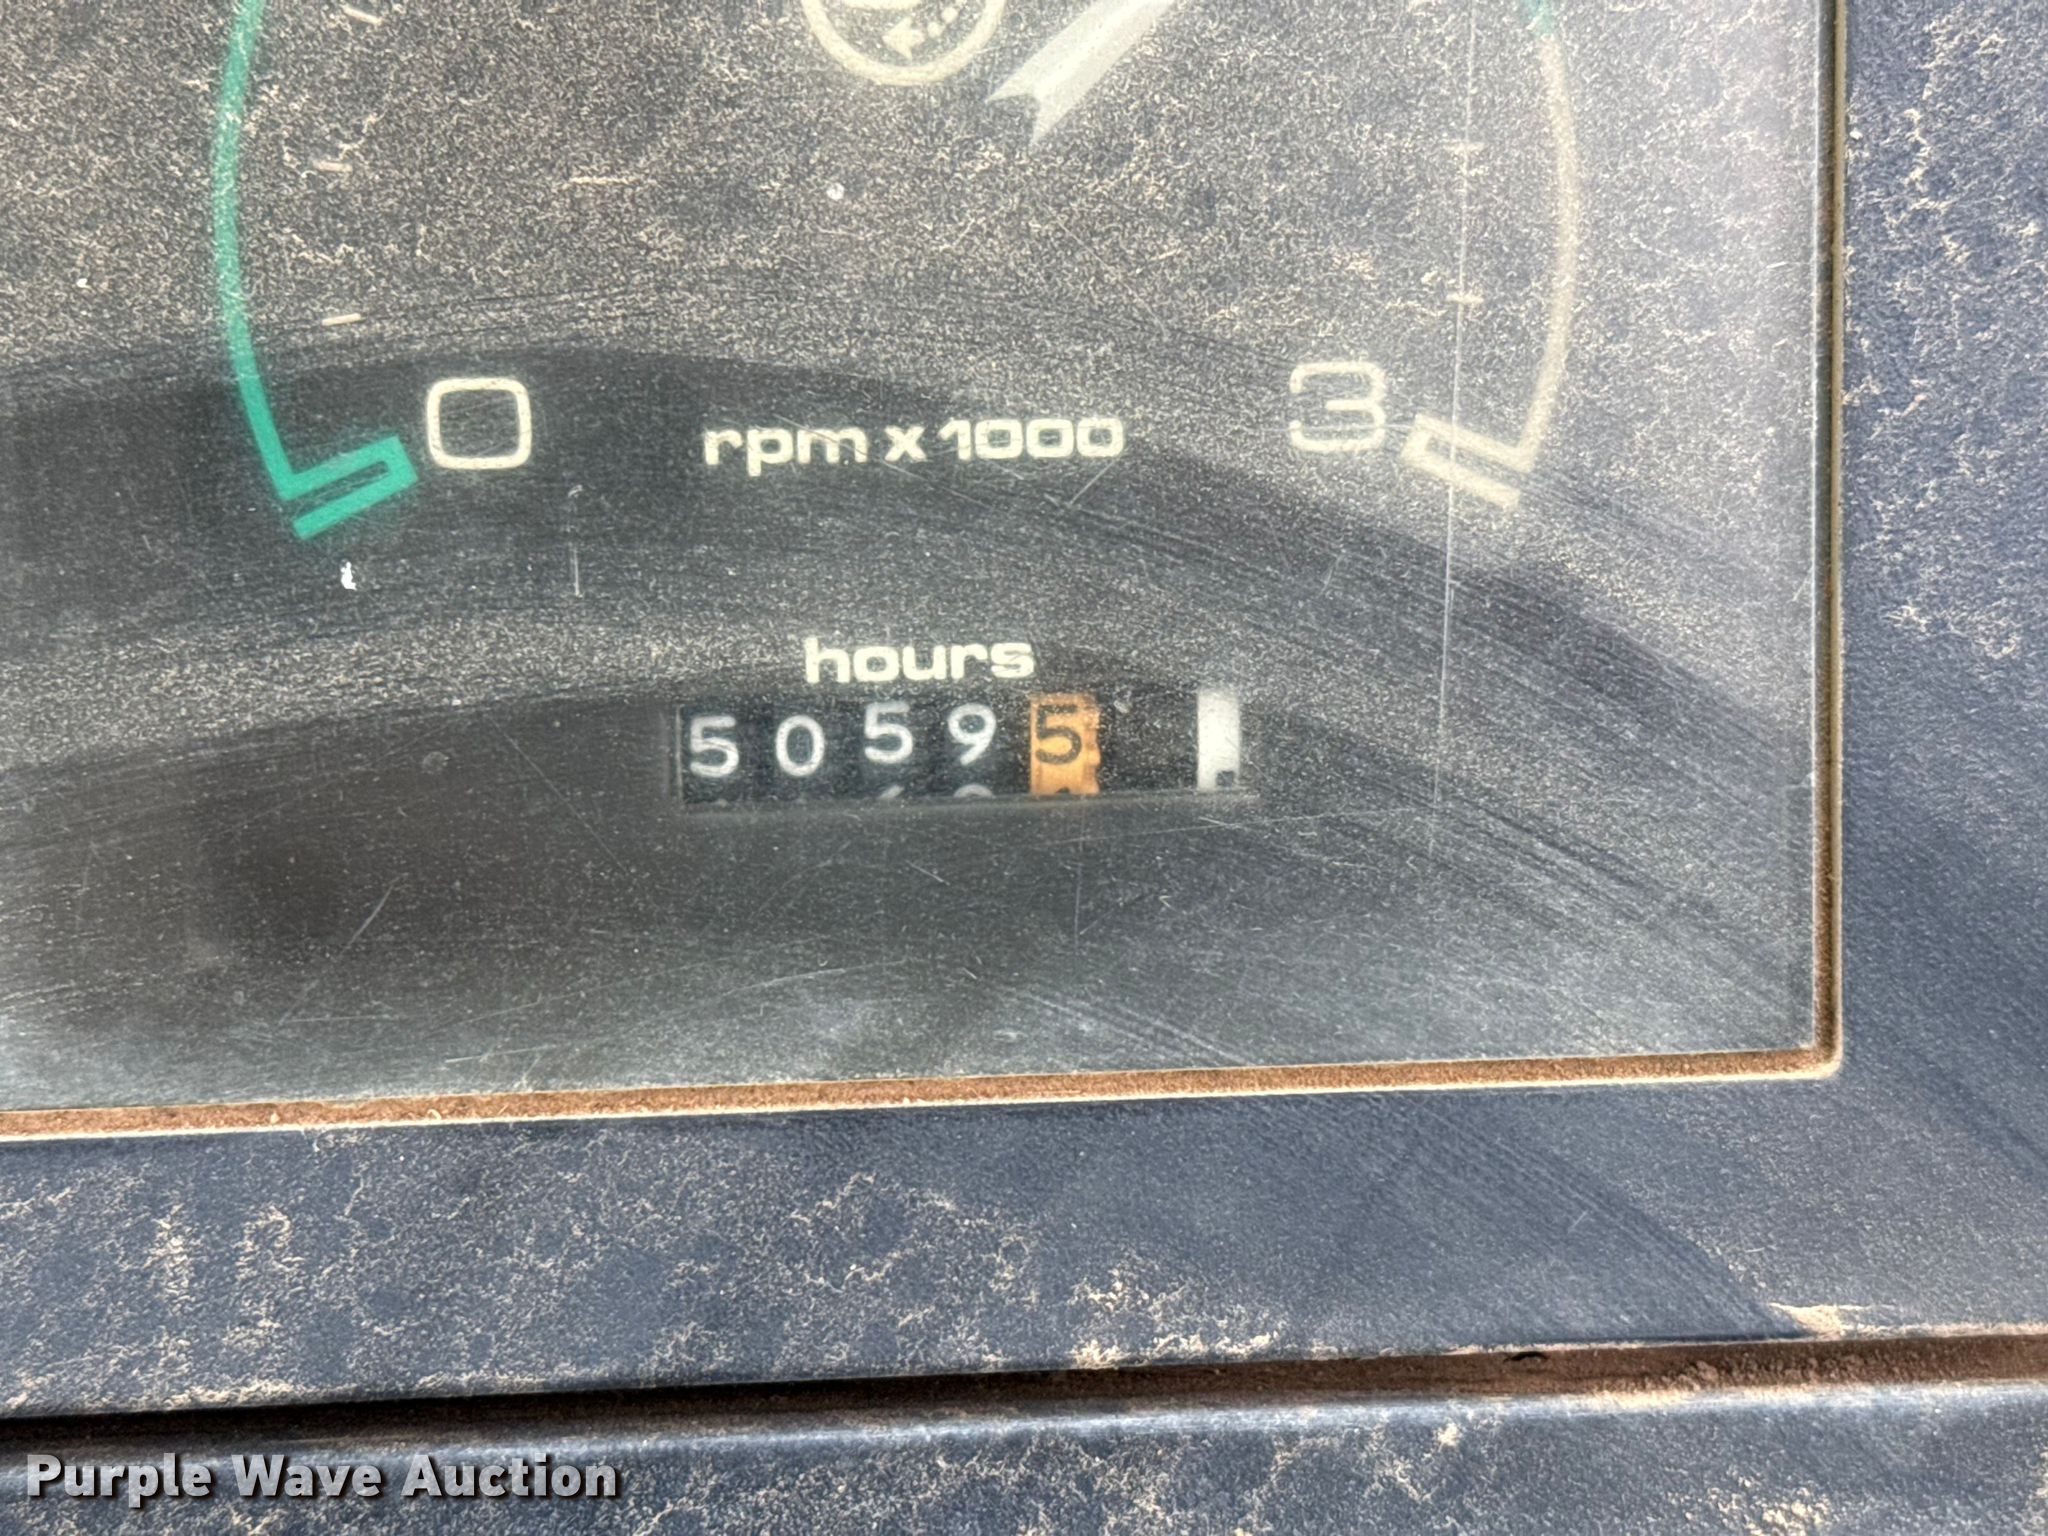 0 rpm x 1000 3
hours
50595
Purple Wave Auction